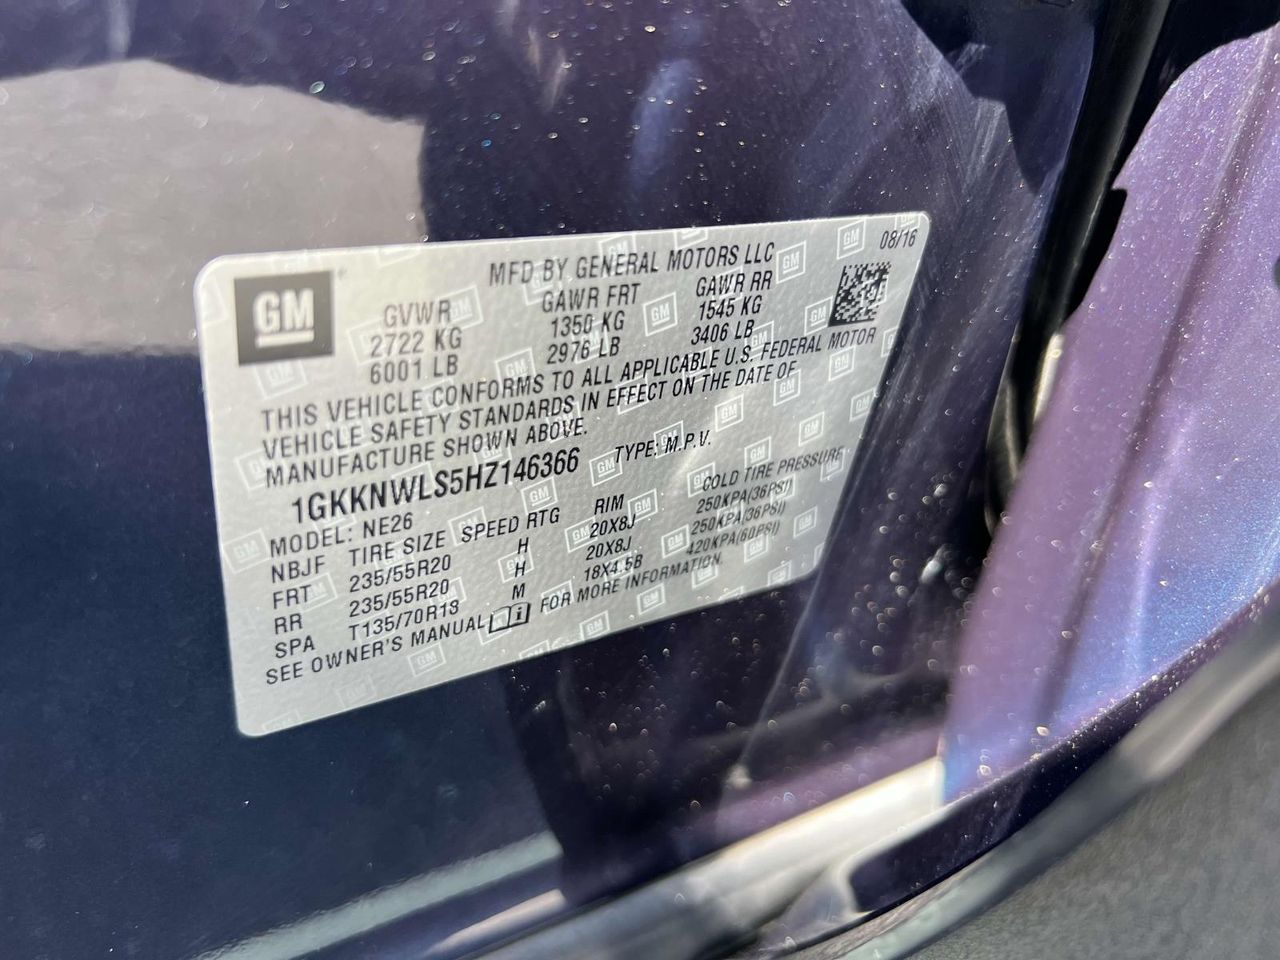 08/16
GM® MFD BY GENERAL MOTORS LLC
GVWR GAWR FRT GAWR RR
2722 KG 1350 KG 1545 KG
6001 LB 2976 LB 3406 LB
THIS VEHICLE CONFORMS TO ALL APPLICABLE U.S. FEDERAL MOTOR
VEHICLE SAFETY STANDARDS IN EFFECT ON THE DATE OF
MANUFACTURE SHOWN ABOVE.
1GKKNWLS5HZ146366 TYPE: M.P.V.
MODEL: NE26
NBJF TIRE SIZE SPEED RTG RIM COLD TIRE PRESSURE
FRT 235/55R20 H 20X8J 250KPA(36PSI)
RR 235/55R20 H 20X8J 250KPA(36PSI)
SPA T135/70R18 M 18X4.5B 420KPA(60PSI)
SEE OWNER'S MANUAL FOR MORE INFORMATION.